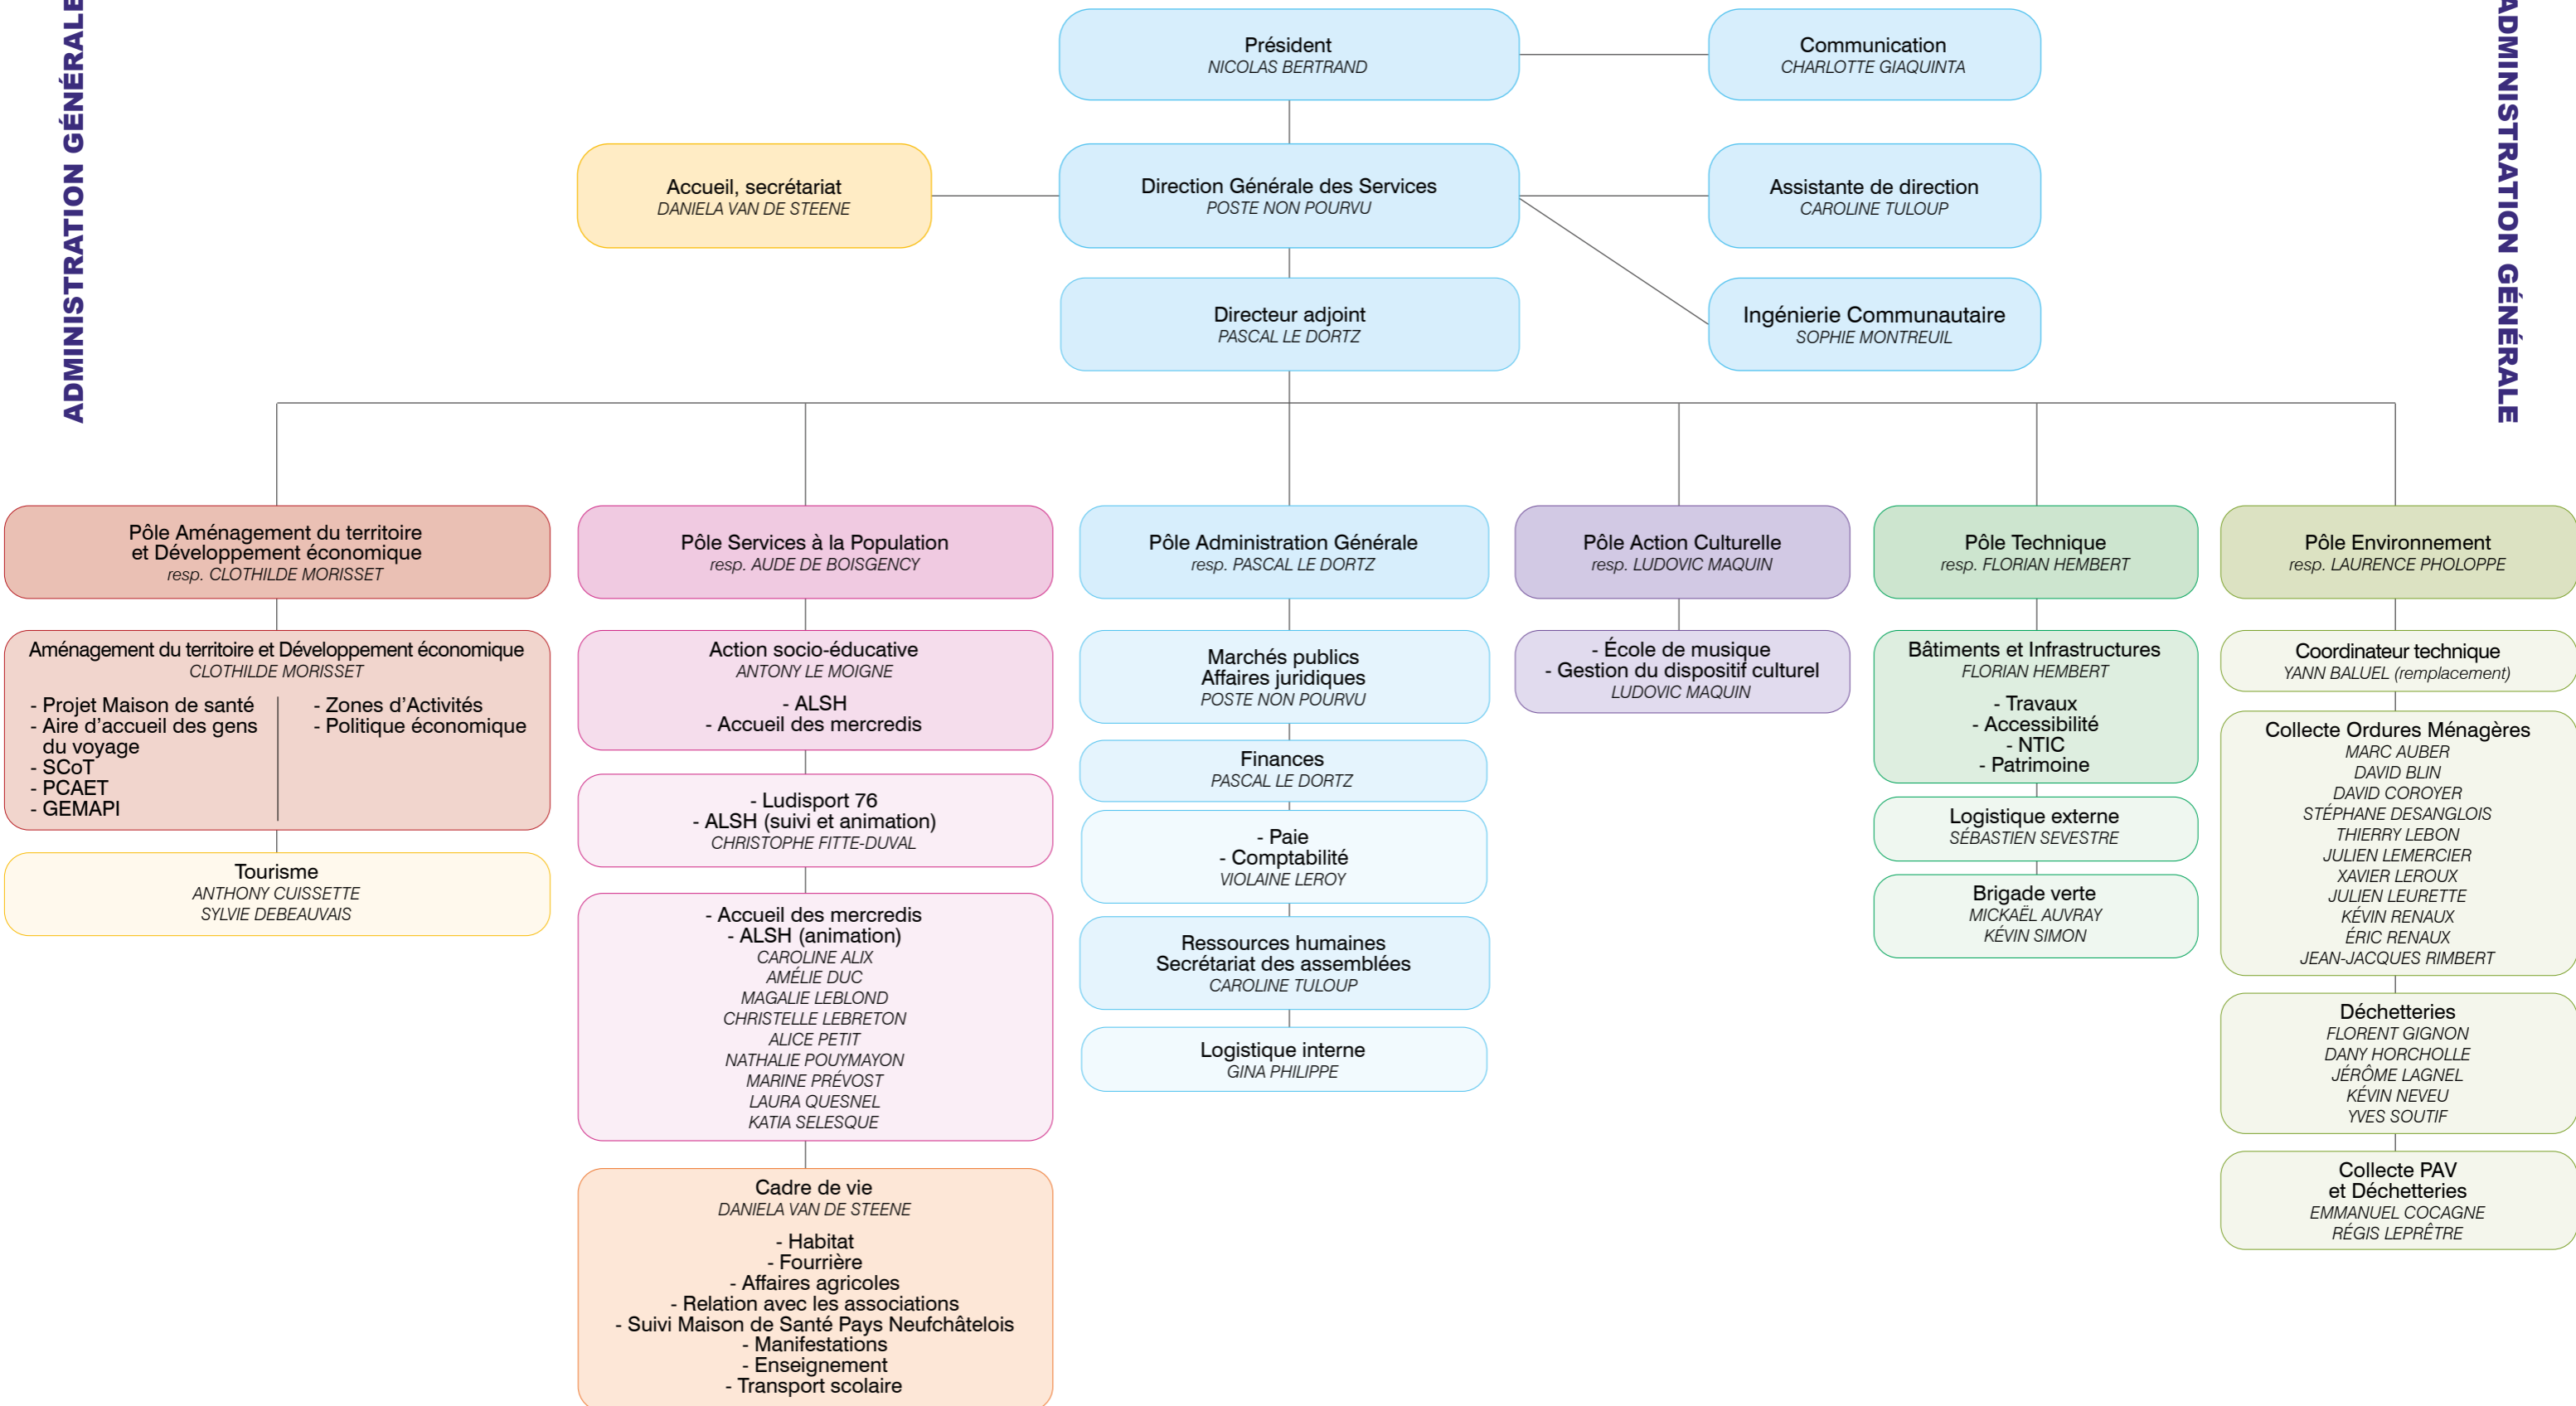 ADMINISTRATION GÉNÉRALE
Président
NICOLAS BERTRAND
Communication
CHARLOTTE GIAQUINTA
Accueil, secrétariat
DANIELA VAN DE STEENE
Direction Générale des Services
POSTE NON POURVU
Assistante de direction
CAROLINE TULOUP
Directeur adjoint
PASCAL LE DORTZ
Ingénierie Communautaire
SOPHIE MONTREUIL
ADMINISTRATION GÉNÉRALE
Pôle Aménagement du territoire
et Développement économique
resp. CLOTHILDE MORISSET
Aménagement du territoire et Développement économique
CLOTHILDE MORISSET
- Projet Maison de santé
- Aire d'accueil des gens
du voyage
- SCoT
- PCAET
- GEMAPI
- Zones d'Activités
- Politique économique
Tourisme
ANTHONY CUISSETTE
SYLVIE DEBEAUVAIS
Pôle Services à la Population
resp. AUDE DE BOISGENCY
Action socio-éducative
ANTONY LE MOIGNE
- ALSH
- Accueil des mercredis
- Ludisport 76
- ALSH (suivi et animation)
CHRISTOPHE FITTE-DUVAL
- Accueil des mercredis
- ALSH (animation)
CAROLINE ALIX
AMÉLIE DUC
MAGALIE LEBLOND
CHRISTELLE LEBRETON
ALICE PETIT
NATHALIE POUYMAYON
MARINE PRÉVOST
LAURA QUESNEL
KATIA SELESQUE
Cadre de vie
DANIELA VAN DE STEENE
- Habitat
- Fourrière
- Affaires agricoles
- Relation avec les associations
- Suivi Maison de Santé Pays Neufchâtelois
- Manifestations
- Enseignement
- Transport scolaire
Pôle Administration Générale
resp. PASCAL LE DORTZ
Marchés publics
Affaires juridiques
POSTE NON POURVU
Finances
PASCAL LE DORTZ
- Paie
- Comptabilité
VIOLAINE LEROY
Ressources humaines
Secrétariat des assemblées
CAROLINE TULOUP
Logistique interne
GINA PHILIPPE
Pôle Action Culturelle
resp. LUDOVIC MAQUIN
- École de musique
- Gestion du dispositif culturel
LUDOVIC MAQUIN
Pôle Technique
resp. FLORIAN HEMBERT
Bâtiments et Infrastructures
FLORIAN HEMBERT
- Travaux
- Accessibilité
- NTIC
- Patrimoine
Logistique externe
SÉBASTIEN SEVESTRE
Brigade verte
MICKAËL AUVRAY
KÉVIN SIMON
Pôle Environnement
resp. LAURENCE PHOLOPPE
Coordinateur technique
YANN BALUEL (remplacement)
Collecte Ordures Ménagères
MARC AUBER
DAVID BLIN
DAVID COROYER
STÉPHANE DESANGLOIS
THIERRY LEBON
JULIEN LEMERCIER
XAVIER LEROUX
JULIEN LEURETTE
KÉVIN RENAUX
ÉRIC RENAUX
JEAN-JACQUES RIMBERT
Déchetteries
FLORENT GIGNON
DANY HORCHOLLE
JÉRÔME LAGNEL
KÉVIN NEVEU
YVES SOUTIF
Collecte PAV
et Déchetteries
EMMANUEL COCAGNE
RÉGIS LEPRÊTRE